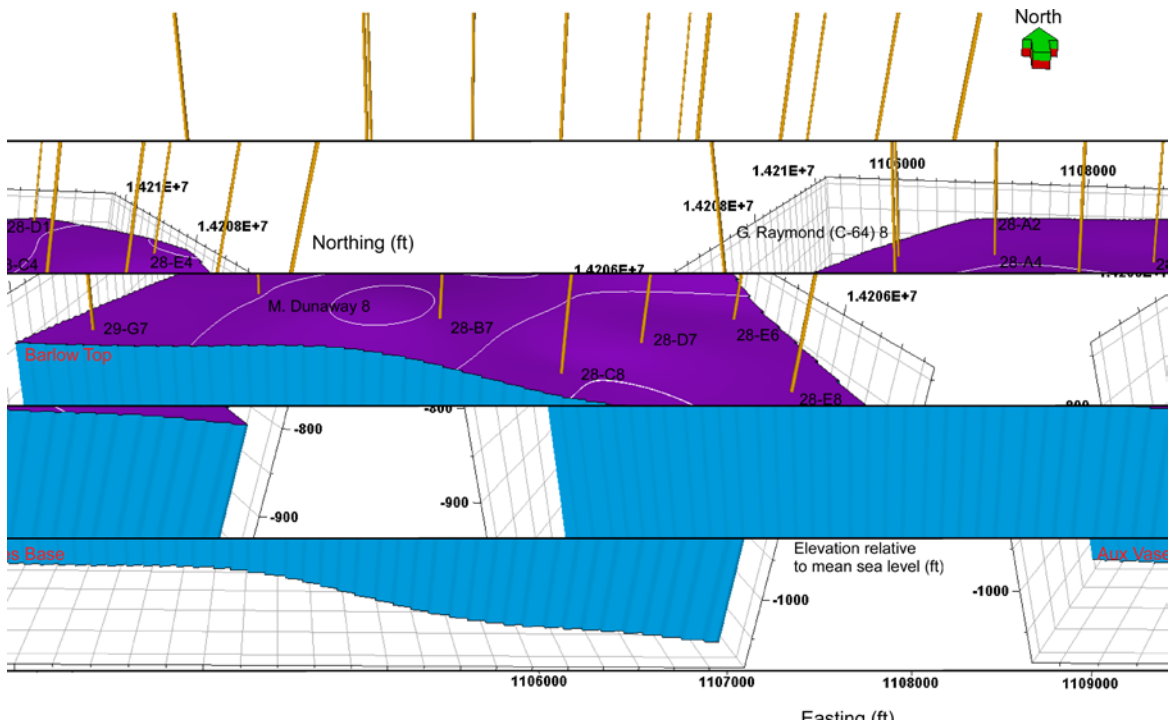 North
1106000
1.421E+7
1.421E+7
1108000
1.4208E+7
1.4208E+7
28-D1
28-A2
G. Raymond (C-64) 8
Northing (ft)
28-E4
28-A4
1.4206E+7
1.4206E+7
M. Dunaway 8
29-G7
28-B7
28-D7
28-E6
Barlow Top
28-C8
28-E8
-800
-900
-900
Base
Elevation relative
to mean sea level (ft)
-1000
-1000
1106000
1107000
1108000
1109000
Easting (ft)